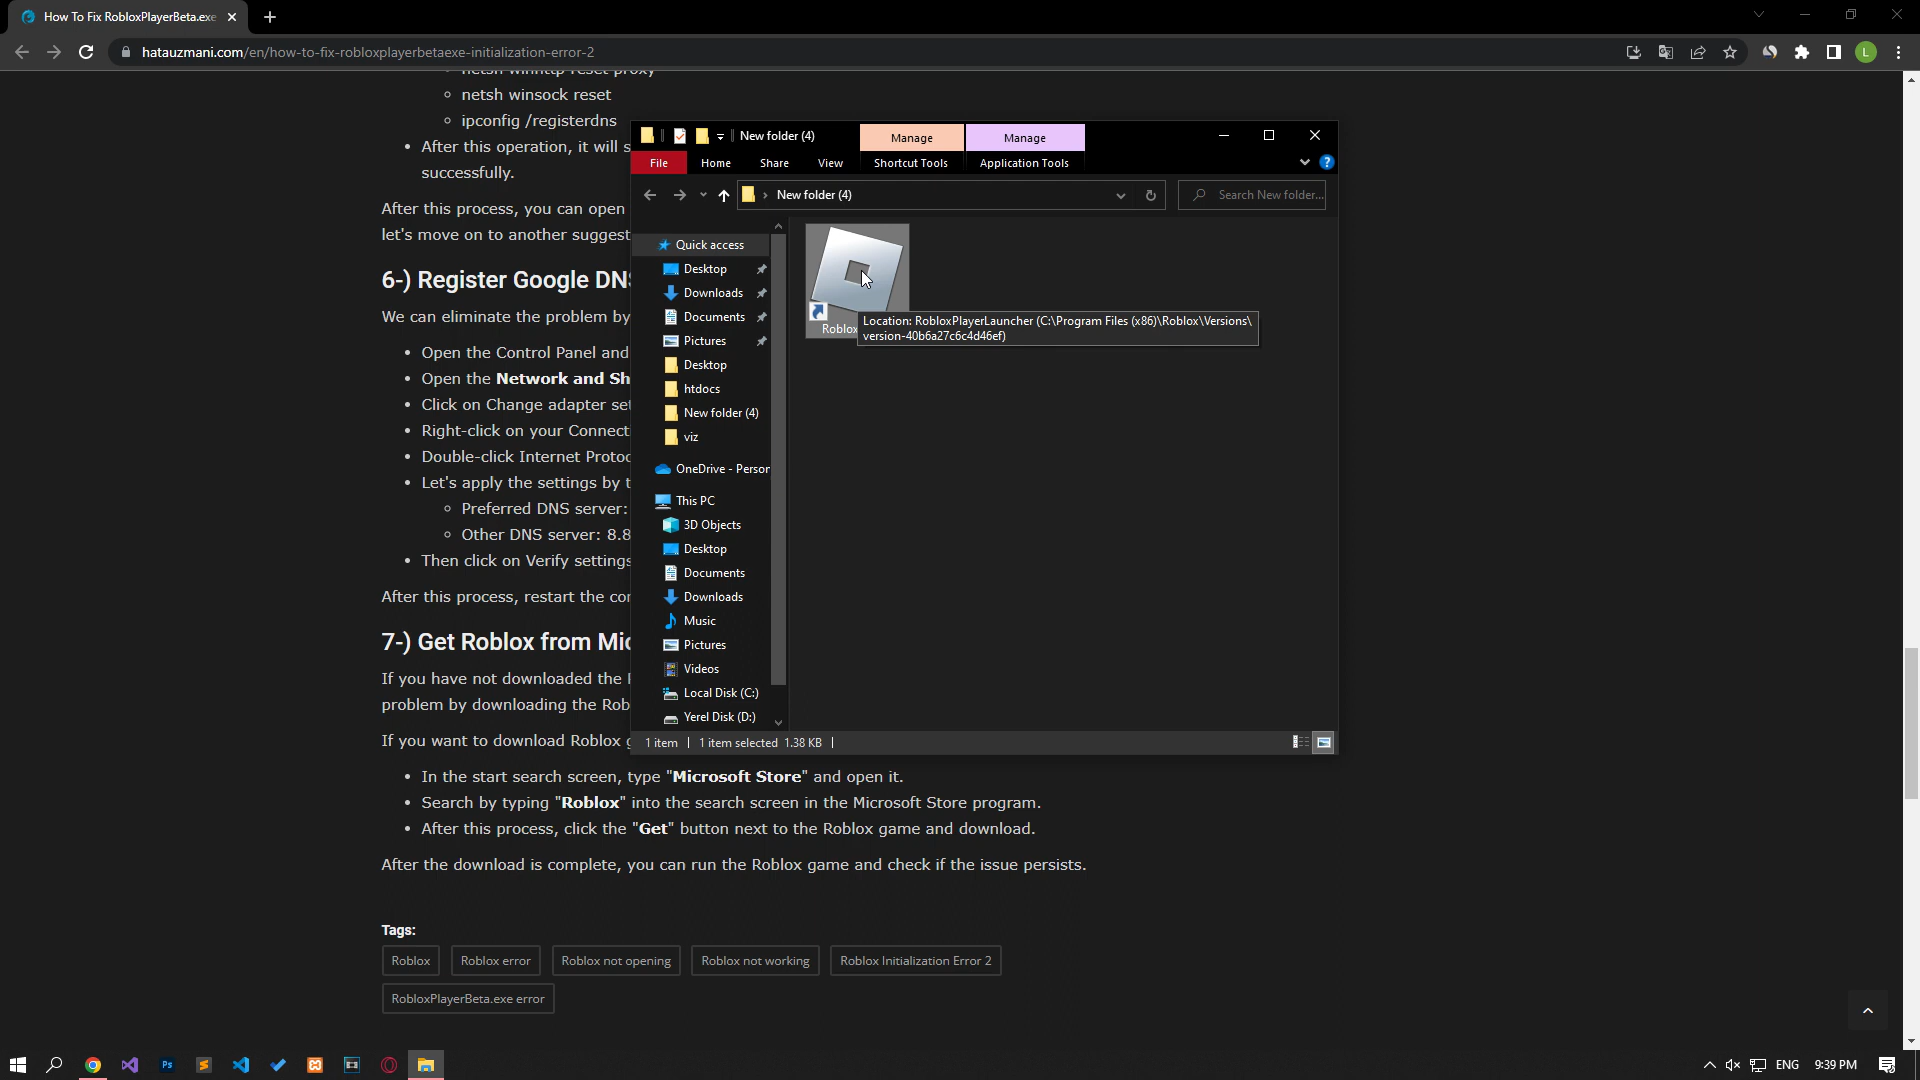 How To Fix RobloxPlayerBeta.exe
hatauzmani.com/en/how-to-fix-robloxplayerbetaexe-initialization-error-2
L
netsh winhttp reset proxy
netsh winsock reset
ipconfig /registerdns
After this operation, it will s
successfully.
After this process, you can open
let's move on to another suggest
6-) Register Google DNS
We can eliminate the problem by
Open the Control Panel and
Open the Network and Sh
Click on Change adapter set
Right-click on your Connecti
Double-click Internet Protoc
Let's apply the settings by t
Preferred DNS server:
Other DNS server: 8.8
Then click on Verify settings
After this process, restart the con
7-) Get Roblox from Mic
If you have not downloaded the R
problem by downloading the Rob
If you want to download Roblox g
In the start search screen, type "Microsoft Store" and open it.
Search by typing "Roblox" into the search screen in the Microsoft Store program.
After this process, click the "Get" button next to the Roblox game and download.
After the download is complete, you can run the Roblox game and check if the issue persists.
Tags:
Roblox Roblox error Roblox not opening Roblox not working Roblox Initialization Error 2
RobloxPlayerBeta.exe error
New folder (4)
Manage Manage
File Home Share View Shortcut Tools Application Tools
New folder (4)
Search New folder...
Quick access
Desktop
Downloads
Documents
Pictures
Desktop
htdocs
New folder (4)
viz
OneDrive - Person
This PC
3D Objects
Desktop
Documents
Downloads
Music
Pictures
Videos
Local Disk (C:)
Yerel Disk (D:)
Roblox
Location: RobloxPlayerLauncher (C:\Program Files (x86)\Roblox\Versions\
version-40b6a27c6c4d46ef)
1 item 1 item selected 1.38 KB
Ps
ENG 9:39 PM